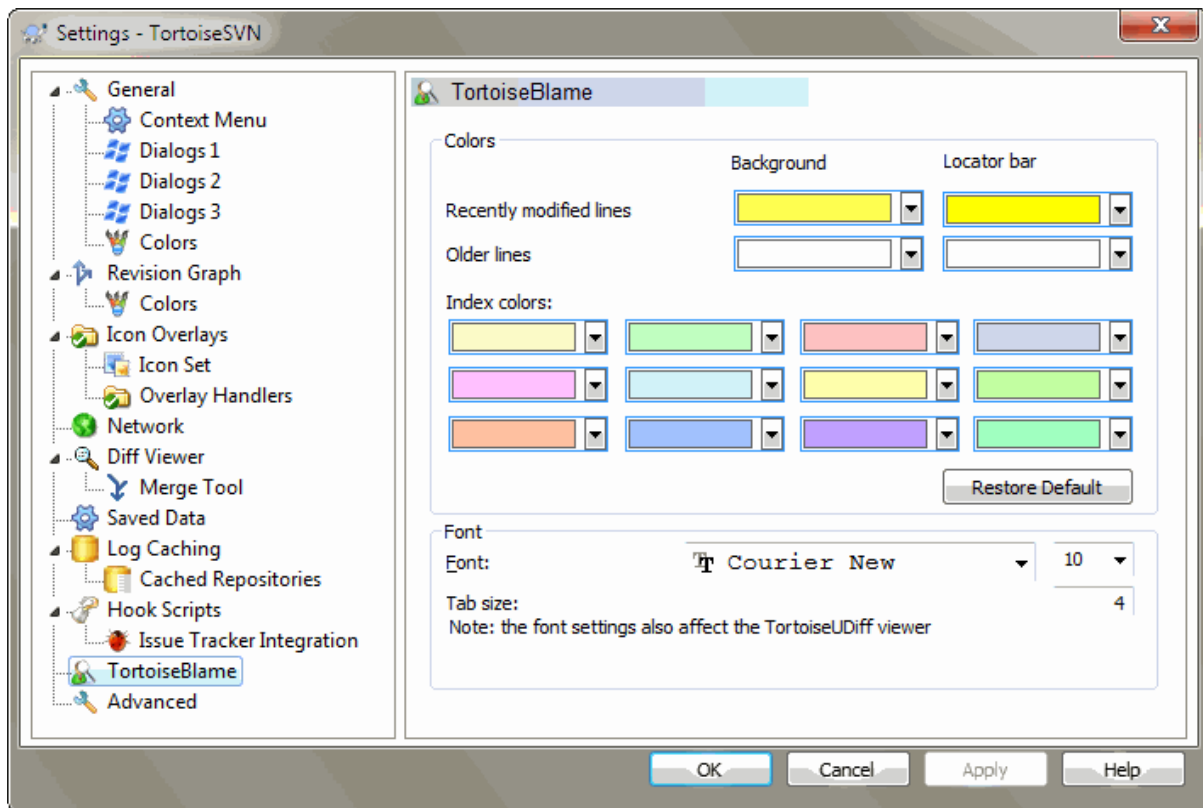 Settings - TortoiseSVN
General
Context Menu
Dialogs 1
Dialogs 2
Dialogs 3
Colors
Revision Graph
Colors
Icon Overlays
Icon Set
Overlay Handlers
Network
Diff Viewer
Merge Tool
Saved Data
Log Caching
Cached Repositories
Hook Scripts
Issue Tracker Integration
TortoiseBlame
Advanced
TortoiseBlame
Colors
Background Locator bar
Recently modified lines
Older lines
Index colors:
Restore Default
Font
Font: Courier New 10
Tab size: 4
Note: the font settings also affect the TortoiseUDiff viewer
OK Cancel Apply Help